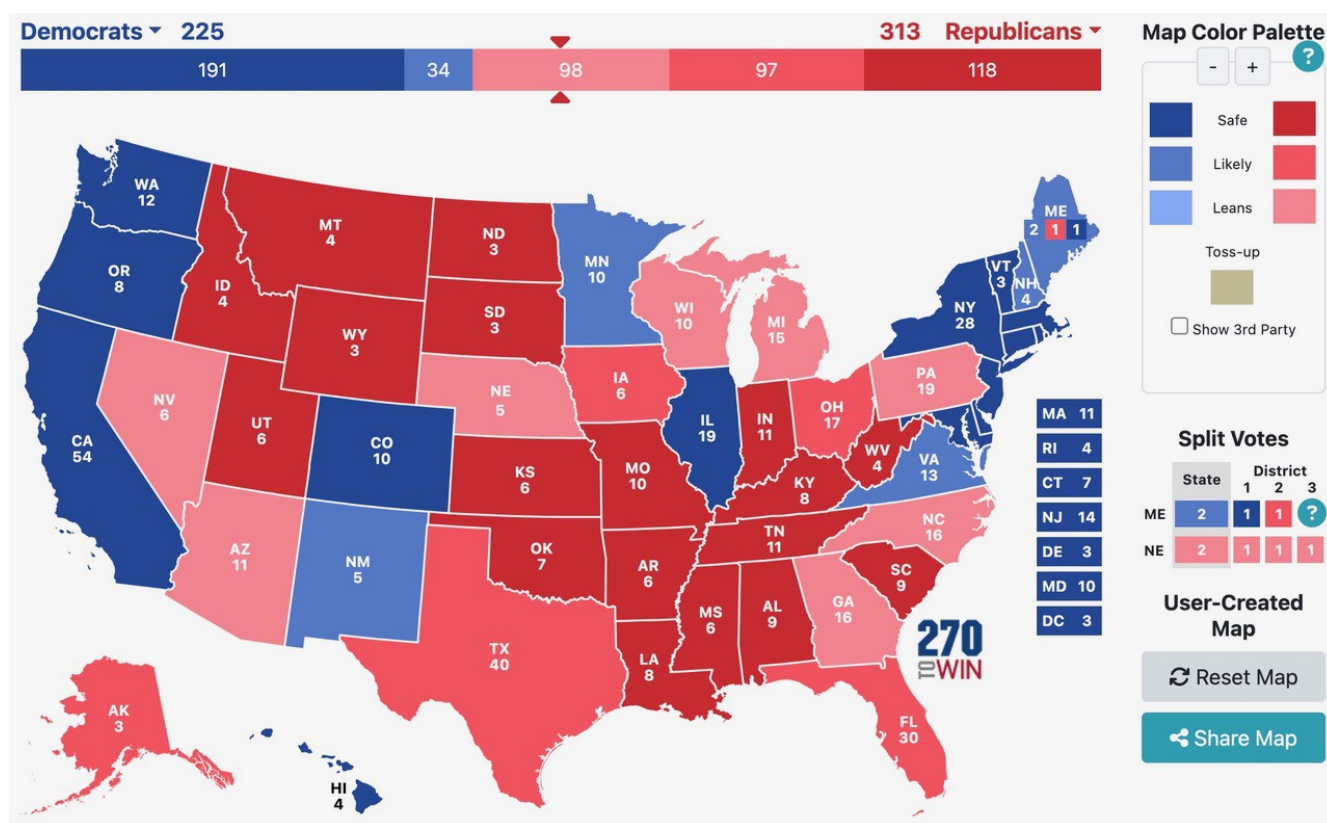 Democrats 225
313 Republicans
191 34 98 97 118
Map Color Palette
- + ?
Safe
Likely
Leans
Toss-up
Show 3rd Party
WA
12
OR
8
CA
54
NV
6
ID
4
MT
4
WY
3
UT
6
AZ
11
CO
10
NM
5
ND
3
SD
3
NE
5
KS
6
OK
7
TX
40
MN
10
IA
6
MO
10
AR
6
LA
8
WI
10
IL
19
MI
15
IN
11
OH
17
KY
8
TN
11
MS
6
AL
9
GA
16
FL
30
SC
9
NC
16
VA
13
WV
4
PA
19
NY
28
VT
3
NH
4
ME
2 1 1
AK
3
HI
4
MA 11
RI 4
CT 7
NJ 14
DE 3
MD 10
DC 3
270
TO WIN
Split Votes
State District
1 2 3
ME 2 1 1 ?
NE 2 1 1 1
User-Created
Map
Reset Map
Share Map